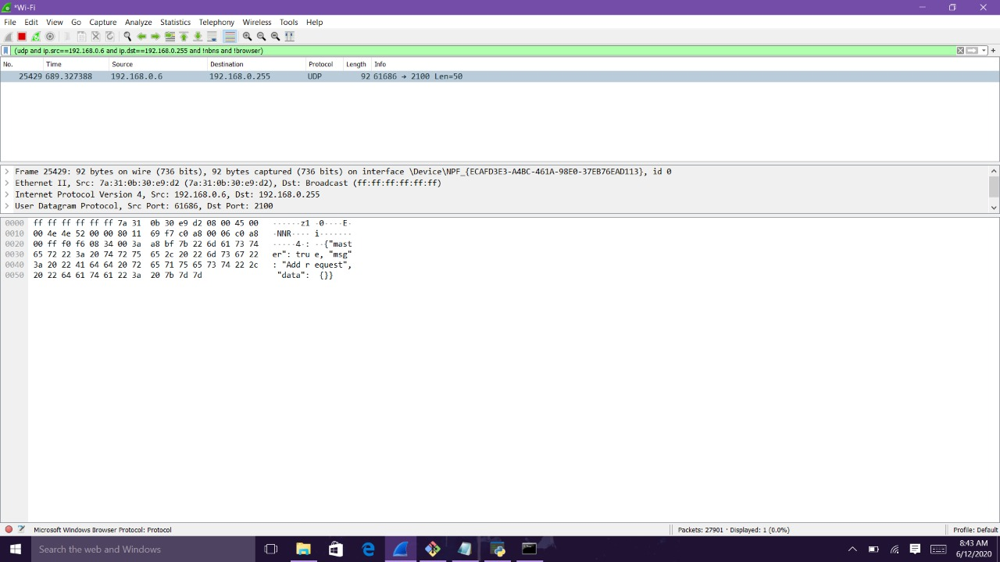 *Wi-Fi
File Edit View Go Capture Analyze Statistics Telephony Wireless Tools Help
(udp and ip.src==192.168.0.6 and ip.dst==192.168.0.255 and !nbns and !browser)
No. Time Source Destination Protocol Length Info
25429 689.327388 192.168.0.6 192.168.0.255 UDP 92 61686 → 2100 Len=50
Frame 25429: 92 bytes on wire (736 bits), 92 bytes captured (736 bits) on interface \Device\NPF_{ECAFD3E3-A4BC-461A-98E0-37EB76EAD113}, id 0
Ethernet II, Src: 7a:31:0b:30:e9:d2 (7a:31:0b:30:e9:d2), Dst: Broadcast (ff:ff:ff:ff:ff:ff)
Internet Protocol Version 4, Src: 192.168.0.6, Dst: 192.168.0.255
User Datagram Protocol, Src Port: 61686, Dst Port: 2100
0000 ff ff ff ff ff ff 7a 31 0b 30 e9 d2 08 00 45 00 ······z1 ·0····E·
0010 00 4e 4e 52 00 00 80 11 69 f7 c0 a8 00 06 c0 a8 ·NNR···· i·······
0020 00 ff f0 f6 08 34 00 3a a8 bf 7b 22 6d 61 73 74 ·····4·: ··{"mast
0030 65 72 22 3a 20 74 72 75 65 2c 20 22 6d 73 67 22 er": tru e, "msg"
0040 3a 20 22 41 64 64 20 72 65 71 75 65 73 74 22 2c : "Add r equest",
0050 20 22 64 61 74 61 22 3a 20 7b 7d 7d "data": {}}
Microsoft Windows Browser Protocol: Protocol Packets: 27901 · Displayed: 1 (0.0%) Profile: Default
Search the web and Windows
8:43 AM
6/12/2020